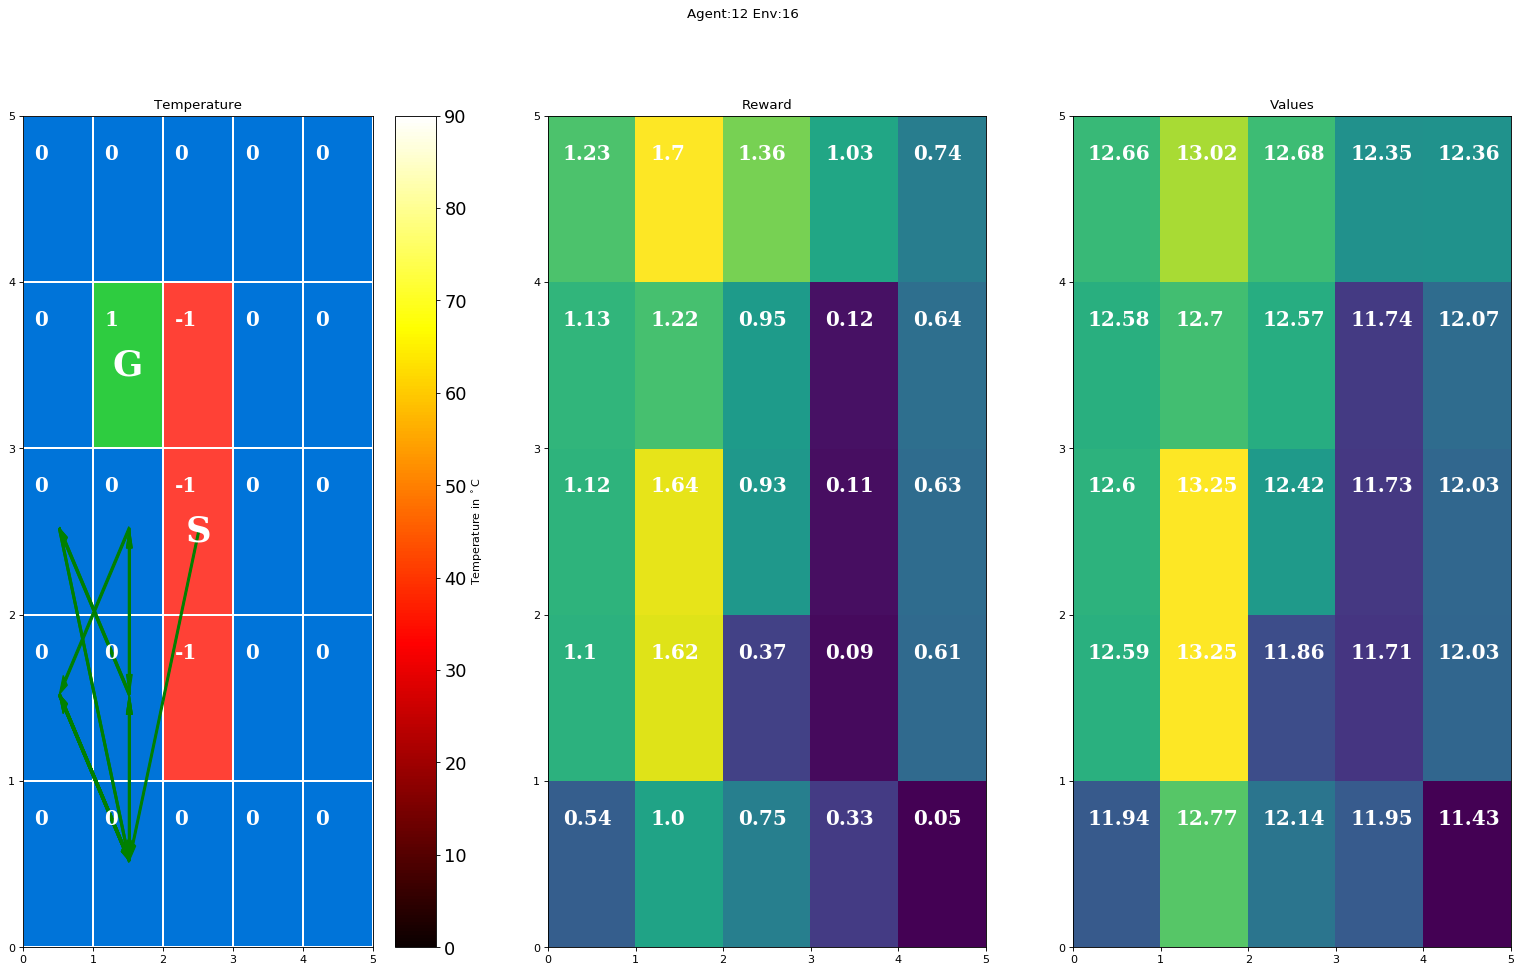 Agent:12 Env:16
Temperature
5
4
3
2
1
0
0 0 0 0 0
0 1 -1 0 0
G
0 0 -1 0 0
S
0 0 -1 0 0
0 0 0 0 0
0 1 2 3 4 5
90
80
70
60
50
40
30
20
10
0
Temperature in °C
Reward
5
4
3
2
1
0
1.23 1.7 1.36 1.03 0.74
1.13 1.22 0.95 0.12 0.64
1.12 1.64 0.93 0.11 0.63
1.1 1.62 0.37 0.09 0.61
0.54 1.0 0.75 0.33 0.05
0 1 2 3 4 5
Values
5
4
3
2
1
0
12.66 13.02 12.68 12.35 12.36
12.58 12.7 12.57 11.74 12.07
12.6 13.25 12.42 11.73 12.03
12.59 13.25 11.86 11.71 12.03
11.94 12.77 12.14 11.95 11.43
0 1 2 3 4 5